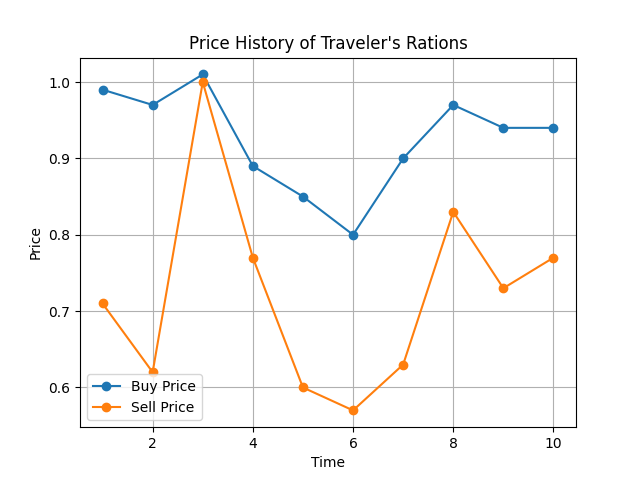 Price History of Traveler's Rations
Price
1.0
0.9
0.8
0.7
0.6
Buy Price
Sell Price
2 4 6 8 10
Time